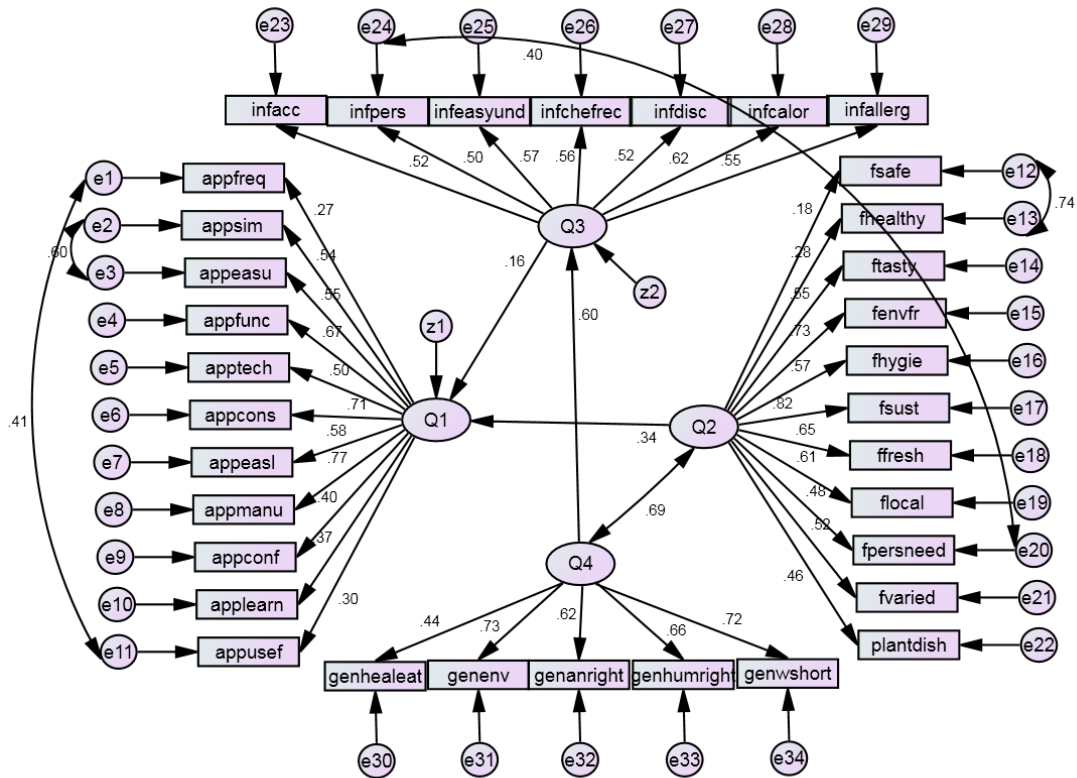 e23 e24 e25 e26 e27 e28 e29
.40
infacc infpers infeasyund infchefrec infdisc infcalor infallerg
.52 .50 .57 .56 .52 .62 .55
e1 appfreq
e2 appsim
e3 appeasu
e4 appfunc
e5 apptech
e6 appcons
e7 appeasl
e8 appmanu
e9 appconf
e10 applearn
e11 appusef
.60
.41
.27
.54
.55
.67
.50
.71
.58
.77
.40
.37
.30
Q3
z2
.16
.60
z1
Q1
.34
Q2
.69
Q4
fsafe e12
fhealthy e13
ftasty e14
fenvfr e15
fhygie e16
fsust e17
ffresh e18
flocal e19
fpersneed e20
fvaried e21
plantdish e22
.74
.18
.28
.55
.73
.57
.82
.65
.61
.48
.52
.46
.44 .73 .62 .66 .72
genhealeat genenv genanright genhumright genwshort
e30 e31 e32 e33 e34